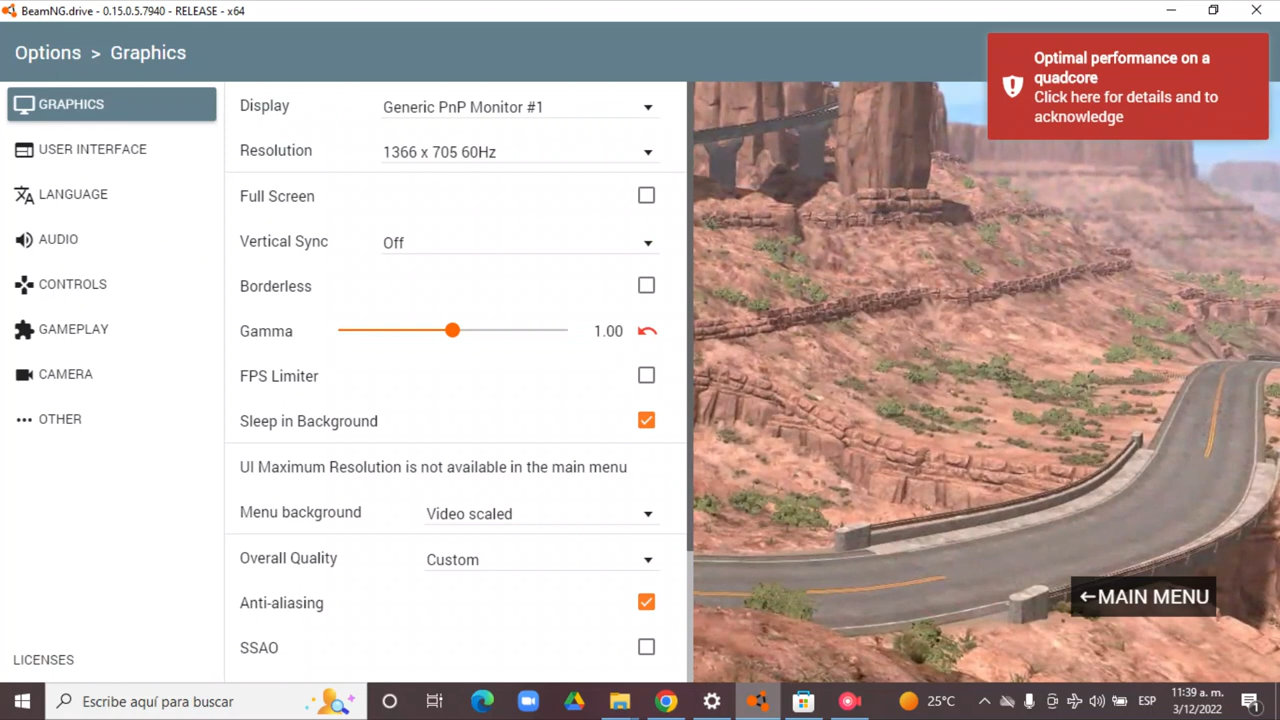 BeamNG.drive - 0.15.0.5.7940 - RELEASE - x64
Options > Graphics
Optimal performance on a
quadcore
Click here for details and to
acknowledge
GRAPHICS
USER INTERFACE
LANGUAGE
AUDIO
CONTROLS
GAMEPLAY
CAMERA
OTHER
LICENSES
Display Generic PnP Monitor #1
Resolution 1366 x 705 60Hz
Full Screen
Vertical Sync Off
Borderless
Gamma 1.00
FPS Limiter
Sleep in Background
UI Maximum Resolution is not available in the main menu
Menu background Video scaled
Overall Quality Custom
Anti-aliasing
SSAO
←MAIN MENU
Escribe aquí para buscar
25°C
ESP
11:39 a. m.
3/12/2022
1